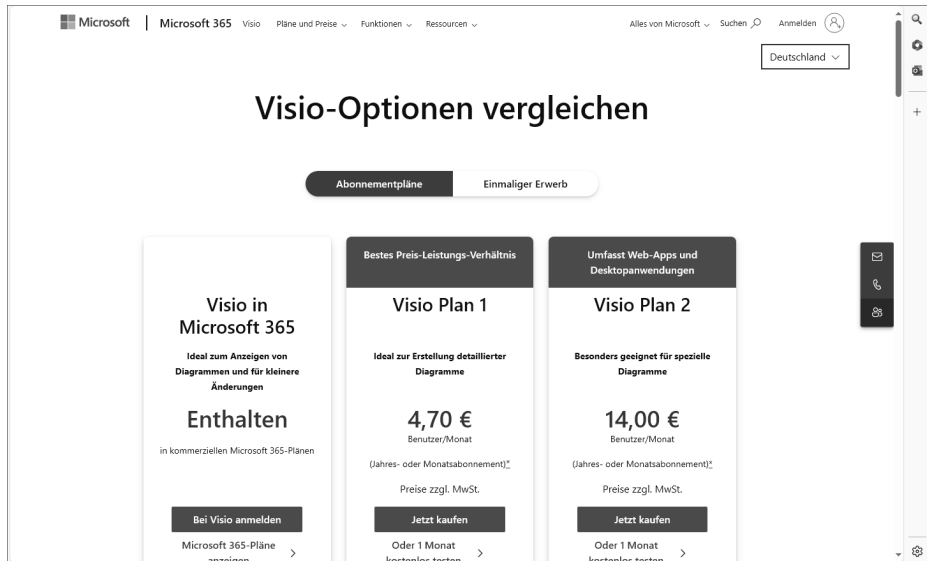 Microsoft Microsoft 365 Visio Pläne und Preise Funktionen Ressourcen Alles von Microsoft Suchen Anmelden
Deutschland
Visio-Optionen vergleichen
Abonnementpläne Einmaliger Erwerb
Visio in
Microsoft 365
Ideal zum Anzeigen von
Diagrammen und für kleinere
Änderungen
Enthalten
in kommerziellen Microsoft 365-Plänen
Bei Visio anmelden
Microsoft 365-Pläne
anzeigen
Bestes Preis-Leistungs-Verhältnis
Visio Plan 1
Ideal zur Erstellung detaillierter
Diagramme
4,70 €
Benutzer/Monat
(Jahres- oder Monatsabonnement)*
Preise zzgl. MwSt.
Jetzt kaufen
Oder 1 Monat
kostenlos testen
Umfasst Web-Apps und
Desktopanwendungen
Visio Plan 2
Besonders geeignet für spezielle
Diagramme
14,00 €
Benutzer/Monat
(Jahres- oder Monatsabonnement)*
Preise zzgl. MwSt.
Jetzt kaufen
Oder 1 Monat
kostenlos testen